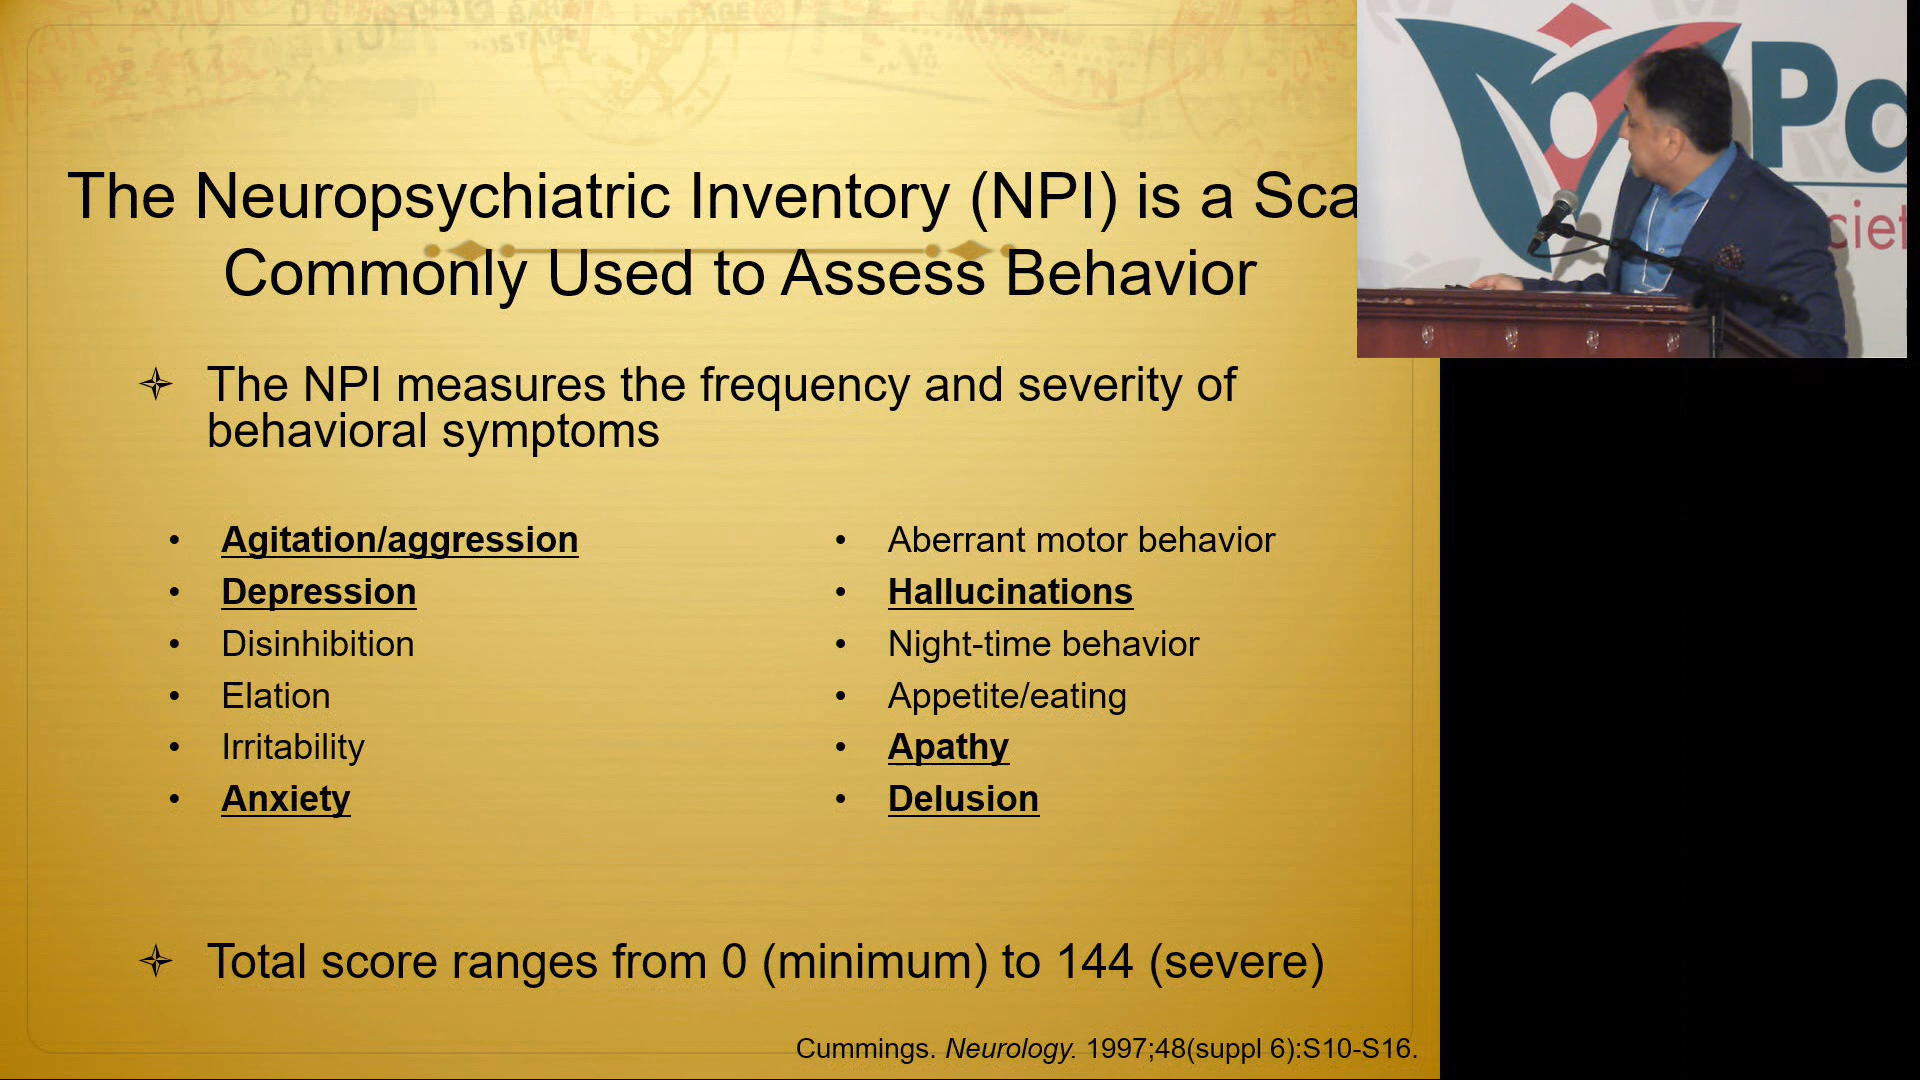 The Neuropsychiatric Inventory (NPI) is a Sca
Commonly Used to Assess Behavior
The NPI measures the frequency and severity of
behavioral symptoms
• Agitation/aggression
• Depression
• Disinhibition
• Elation
• Irritability
• Anxiety
• Aberrant motor behavior
• Hallucinations
• Night-time behavior
• Appetite/eating
• Apathy
• Delusion
Total score ranges from 0 (minimum) to 144 (severe)
Cummings. Neurology. 1997;48(suppl 6):S10-S16.